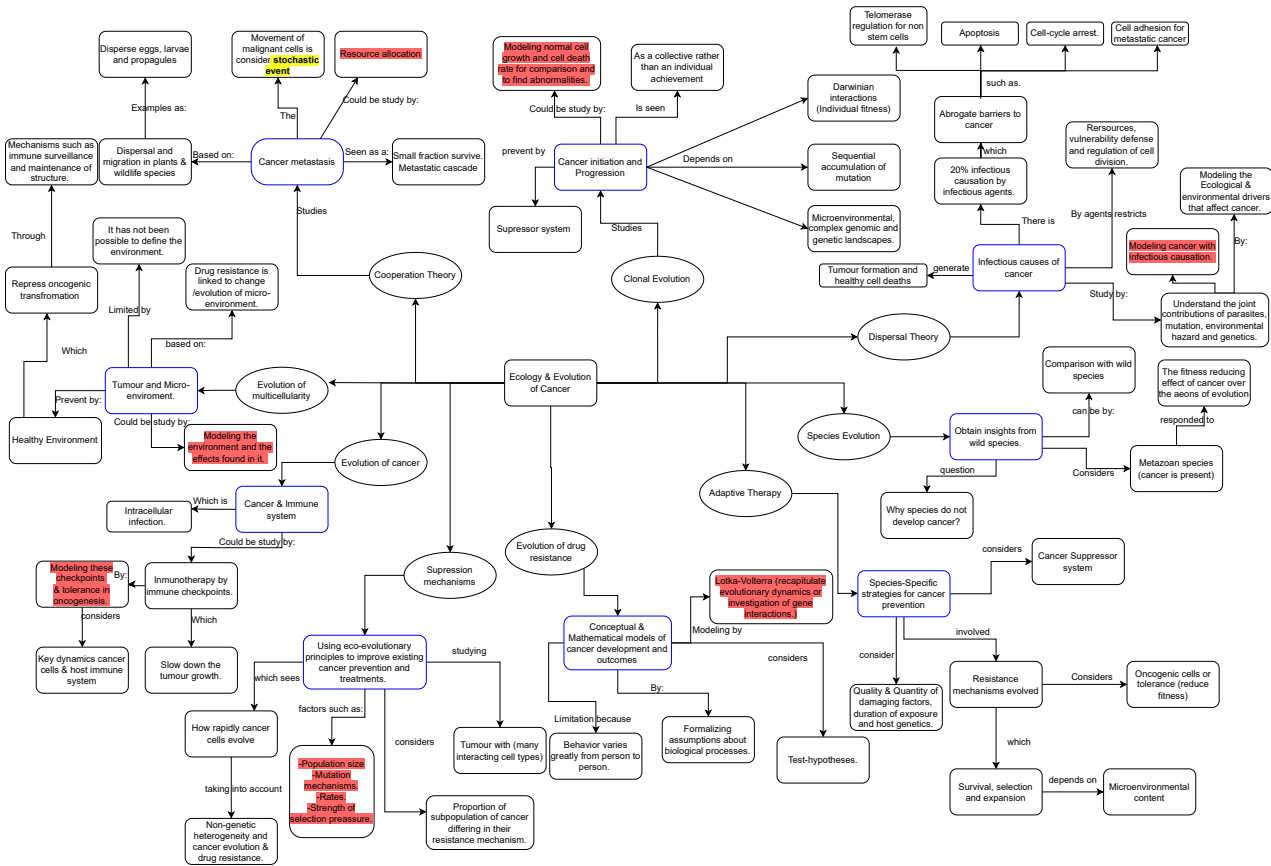 Disperse eggs, larvae
and propagules
Movement of
malignant cells is
consider stochastic
event
Resource allocation
Examples as:
The
Could be study by:
Mechanisms such as
immune surveillance
and maintenance of
structure.
Dispersal and
migration in plants &
wildlife species
Based on:
Cancer metastasis
Seen as a:
Small fraction survive.
Metastatic cascade
Studies
Through
It has not been
possible to define the
environment.
Drug resistance is
linked to change
/evolution of micro-
environment.
Repress oncogenic
transfromation
Cooperation Theory
Limited by
based on:
Which
Tumour and Micro-
enviroment.
Evolution of
multicellularity
Prevent by:
Could be study by:
Healthy Environment
Modeling the
environment and the
effects found in it.
Modeling normal cell
growth and cell death
rate for comparison and
to find abnormalities.
As a collective rather
than an individual
achievement
Could be study by:
Is seen
prevent by
Cancer initiation and
Progression
Depends on
Darwinian
interactions
(Individual fitness)
Sequential
accumulation of
mutation
Microenvironmental,
complex genomic and
genetic landscapes.
Supressor system
Studies
Clonal Evolution
Telomerase
regulation for non
stem cells
Apoptosis
Cell-cycle arrest.
Cell adhesion for
metastatic cancer
such as.
Abrogate barriers to
cancer
which
20% infectious
causation by
infectious agents.
Rersources,
vulnerability defense
and regulation of cell
division.
Modeling the
Ecological &
environmental drivers
that affect cancer.
There is
By agents restricts
By:
Modeling cancer with
infectious causation.
Tumour formation and
healthy cell deaths
generate
Infectious causes of
cancer
Study by:
Understand the joint
contributions of parasites,
mutation, environmental
hazard and genetics.
Dispersal Theory
Ecology & Evolution
of Cancer
Comparison with wild
species
The fitness reducing
effect of cancer over
the aeons of evolution
can be by:
responded to
Species Evolution
Obtain insights from
wild species.
question
Considers
Metazoan species
(cancer is present)
Why species do not
develop cancer?
Evolution of cancer
Adaptive Therapy
Intracellular
infection.
Which is
Cancer & Immune
system
Could be study by:
Modeling these
checkpoints
& tolerance in
oncogenesis.
By:
Inmunotherapy by
immune checkpoints.
considers
Which
Key dynamics cancer
cells & host immune
system
Slow down the
tumour growth.
Evolution of drug
resistance
Supression
mechanisms
Using eco-evolutionary
principles to improve existing
cancer prevention and
treatments.
which sees
factors such as:
studying
considers
How rapidly cancer
cells evolve
taking into account
Non-genetic
heterogeneity and
cancer evolution &
drug resistance.
-Population size
-Mutation
mechanisms.
-Rates.
-Strength of
selection preassure.
Tumour with (many
interacting cell types)
Proportion of
subpopulation of cancer
differing in their
resistance mechanism.
Conceptual &
Mathematical models of
cancer development and
outcomes
Modeling by
Lotka-Volterra (recapitulate
evolutionary dynamics or
investigation of gene
interactions.)
considers
By:
Limitation because
Behavior varies
greatly from person to
person.
Formalizing
assumptions about
biological processes.
Test-hypotheses.
Species-Specific
strategies for cancer
prevention
considers
Cancer Suppressor
system
consider
involved
Quality & Quantity of
damaging factors,
duration of exposure
and host genetics.
Resistance
mechanisms evolved
Considers
Oncogenic cells or
tolerance (reduce
fitness)
which
Survival, selection
and expansion
depends on
Microenvironmental
content